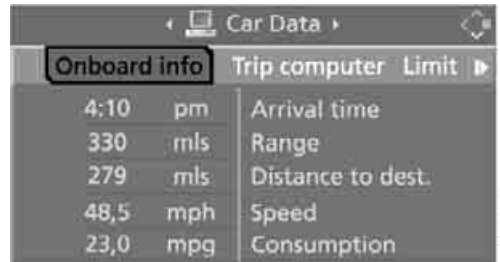 Car Data
Onboard info Trip computer Limit
4:10 pm Arrival time
330 mls Range
279 mls Distance to dest.
48,5 mph Speed
23,0 mpg Consumption